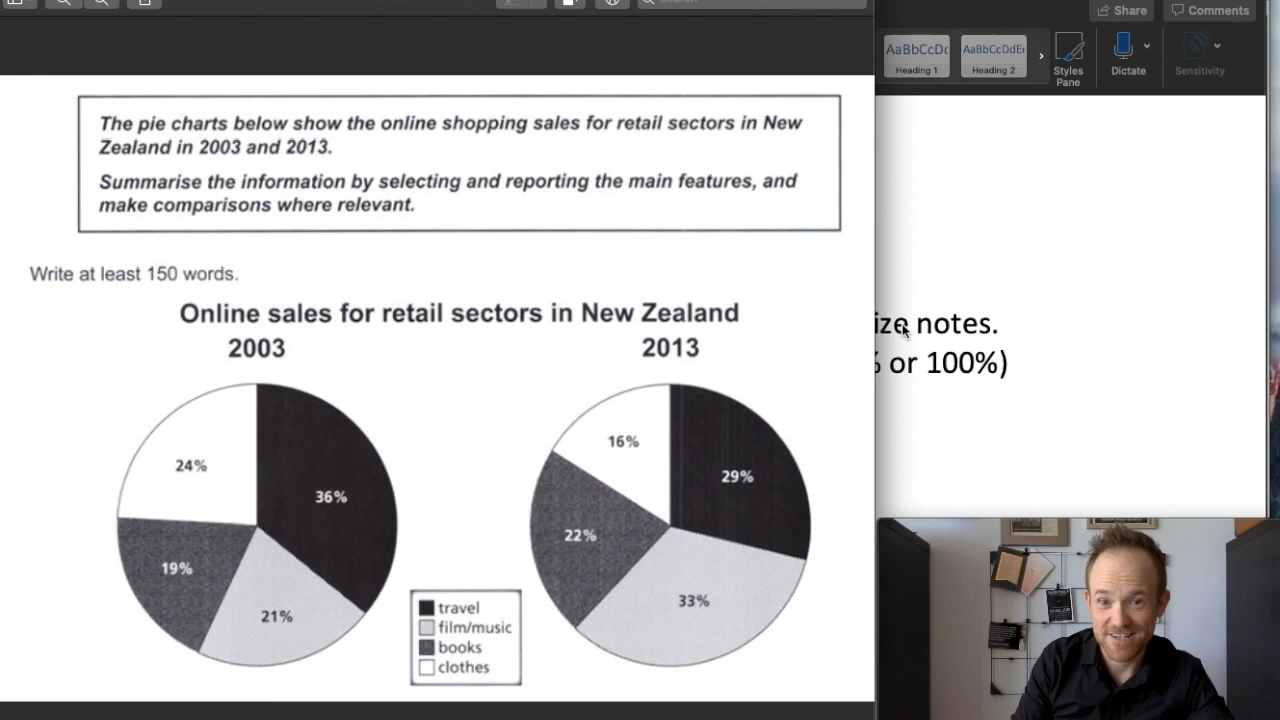 Share
Comments
AaBbCcDc
AaBbCcDdEe
Heading 1
Heading 2
Styles
Pane
Dictate
Sensitivity
The pie charts below show the online shopping sales for retail sectors in New
Zealand in 2003 and 2013.
Summarise the information by selecting and reporting the main features, and
make comparisons where relevant.
Write at least 150 words.
Online sales for retail sectors in New Zealand
2003
2013
24%
36%
19%
21%
16%
29%
22%
33%
travel
film/music
books
clothes
notes.
% or 100%)